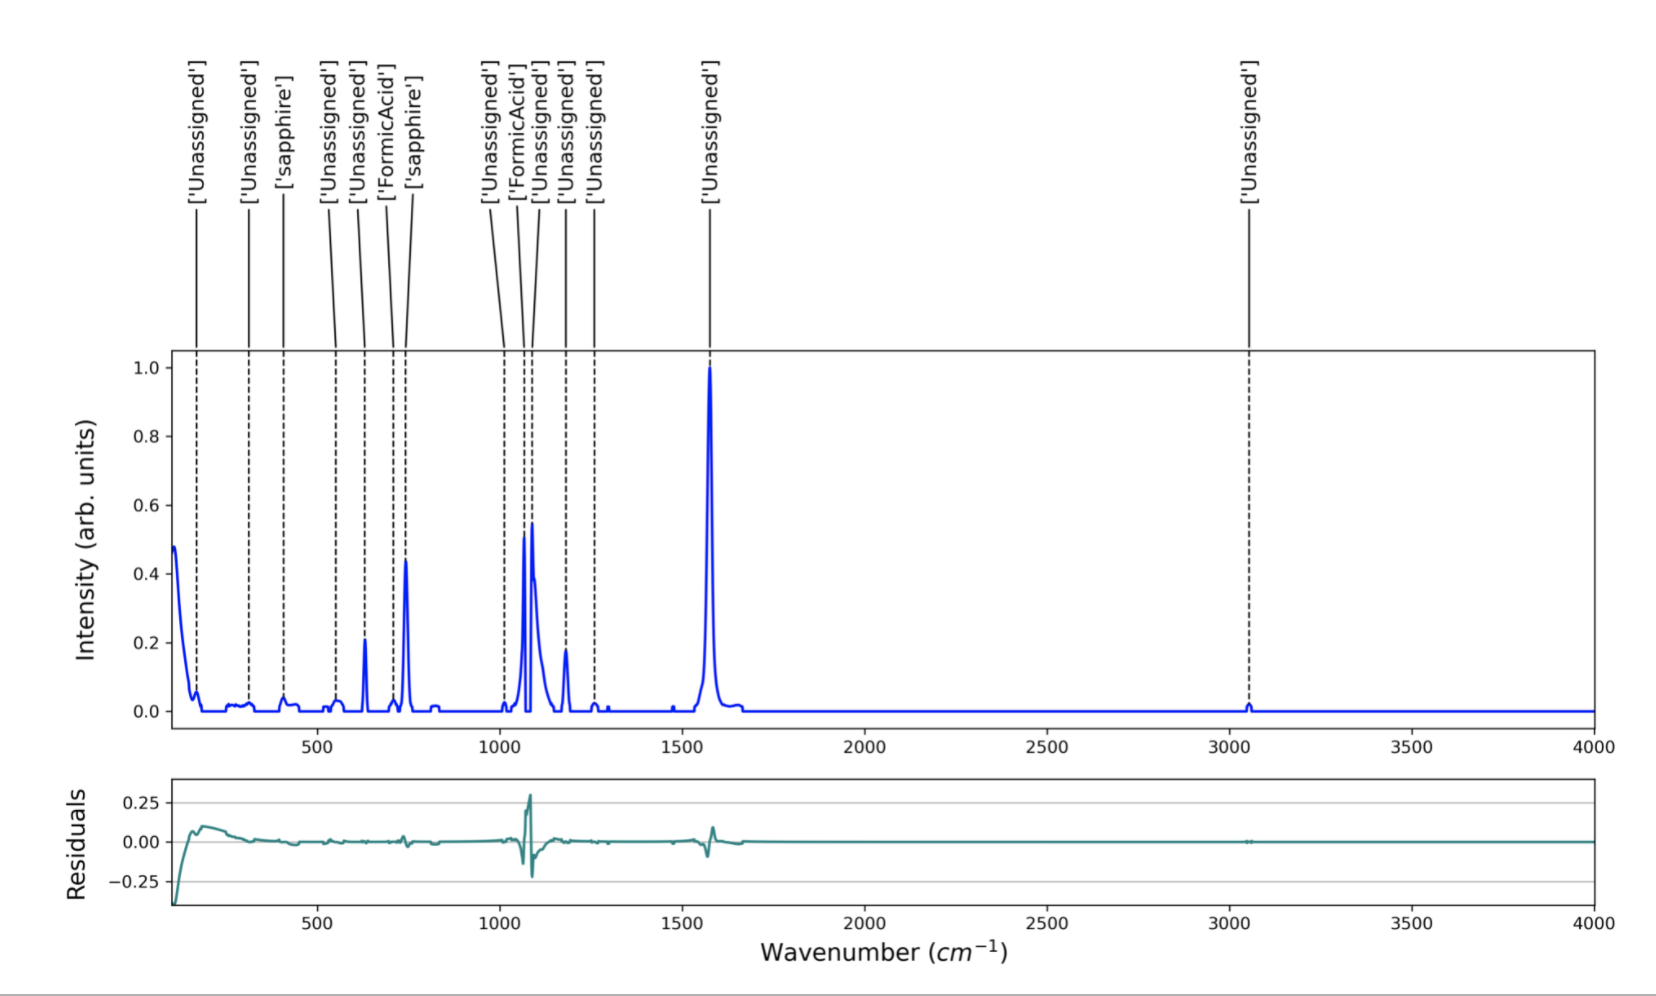 ['Unassigned']
['Unassigned']
['sapphire']
['Unassigned']
['Unassigned']
['FormicAcid']
['sapphire']
['Unassigned']
['FormicAcid']
['Unassigned']
['Unassigned']
['Unassigned']
['Unassigned']
['Unassigned']
Intensity (arb. units)
1.0
0.8
0.6
0.4
0.2
0.0
500 1000 1500 2000 2500 3000 3500 4000
Residuals
0.25
0.00
−0.25
500 1000 1500 2000 2500 3000 3500 4000
Wavenumber (cm⁻¹)